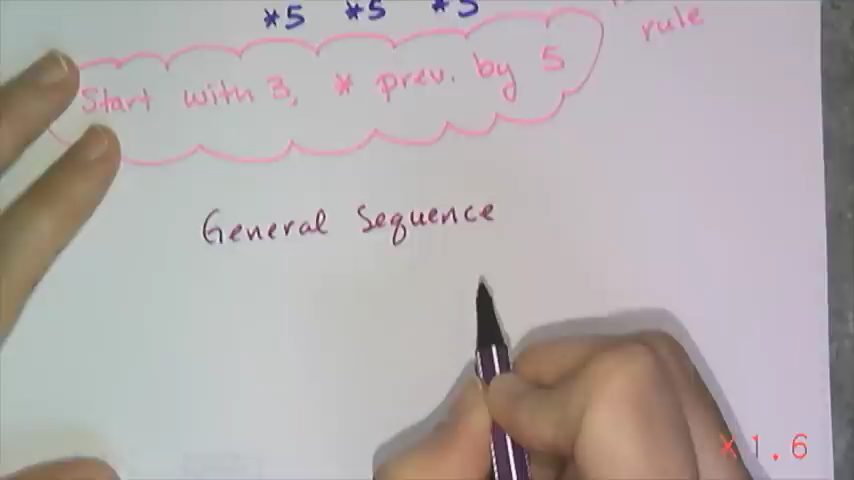 *5 *5 *5
rule
Start with 3, * prev. by 5
General Sequence
×1.6